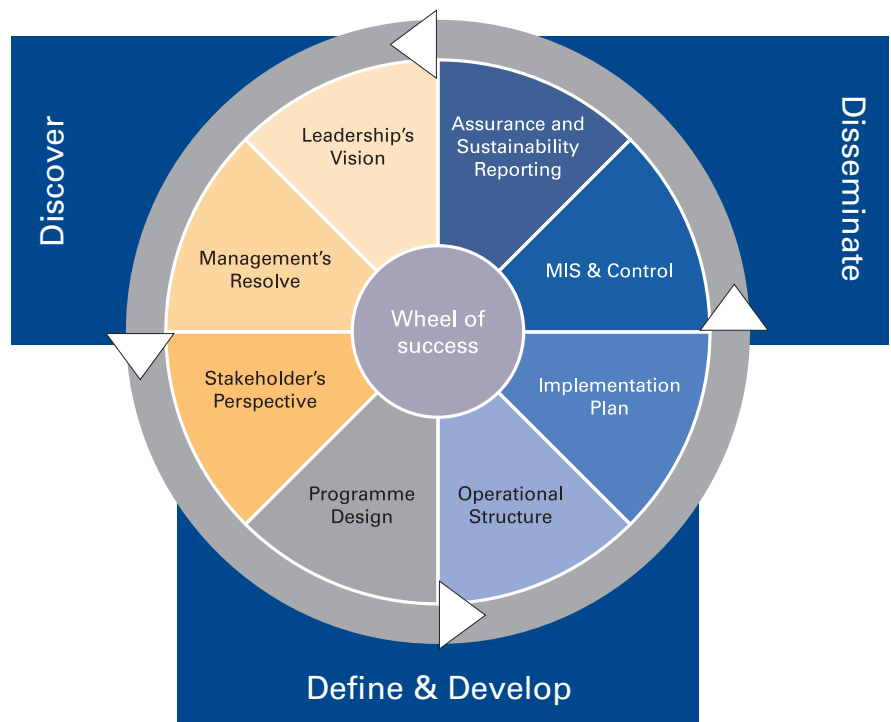 Discover
Disseminate
Leadership's
Vision
Assurance and
Sustainability
Reporting
Management's
Resolve
MIS & Control
Wheel of
success
Stakeholder's
Perspective
Implementation
Plan
Programme
Design
Operational
Structure
Define & Develop